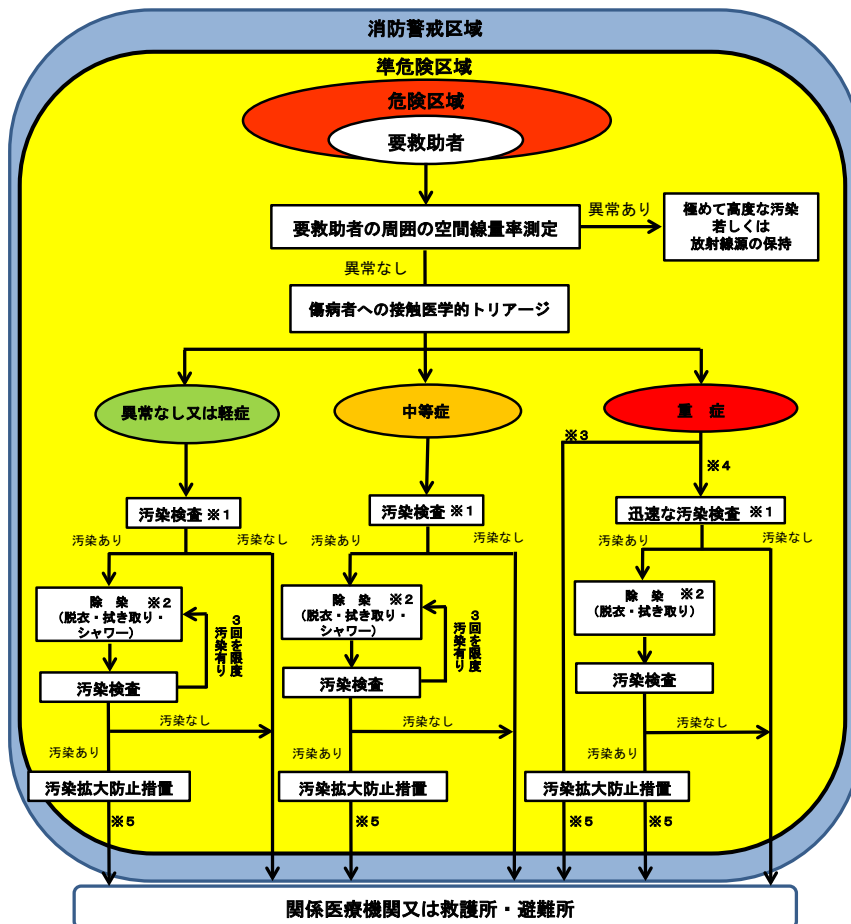 消防警戒区域
準危険区域
危険区域
要救助者
要救助者の周囲の空間線量率測定
異常あり
極めて高度な汚染
若しくは
放射線源の保持
異常なし
傷病者への接触医学的トリアージ
異常なし又は軽症
中等症
重 症
※3
※4
汚染検査 ※1
汚染検査 ※1
迅速な汚染検査 ※1
汚染あり
汚染なし
汚染あり
汚染なし
汚染あり
汚染なし
除 染 ※2
(脱衣・拭き取り・
シャワー)
3回を限度
汚染有り
除 染 ※2
(脱衣・拭き取り・
シャワー)
3回を限度
汚染有り
除 染 ※2
(脱衣・拭き取り)
汚染検査
汚染検査
汚染検査
汚染なし
汚染なし
汚染なし
汚染あり
汚染あり
汚染あり
汚染拡大防止措置
汚染拡大防止措置
汚染拡大防止措置
※5
※5
※5
※5
関係医療機関又は救護所・避難所